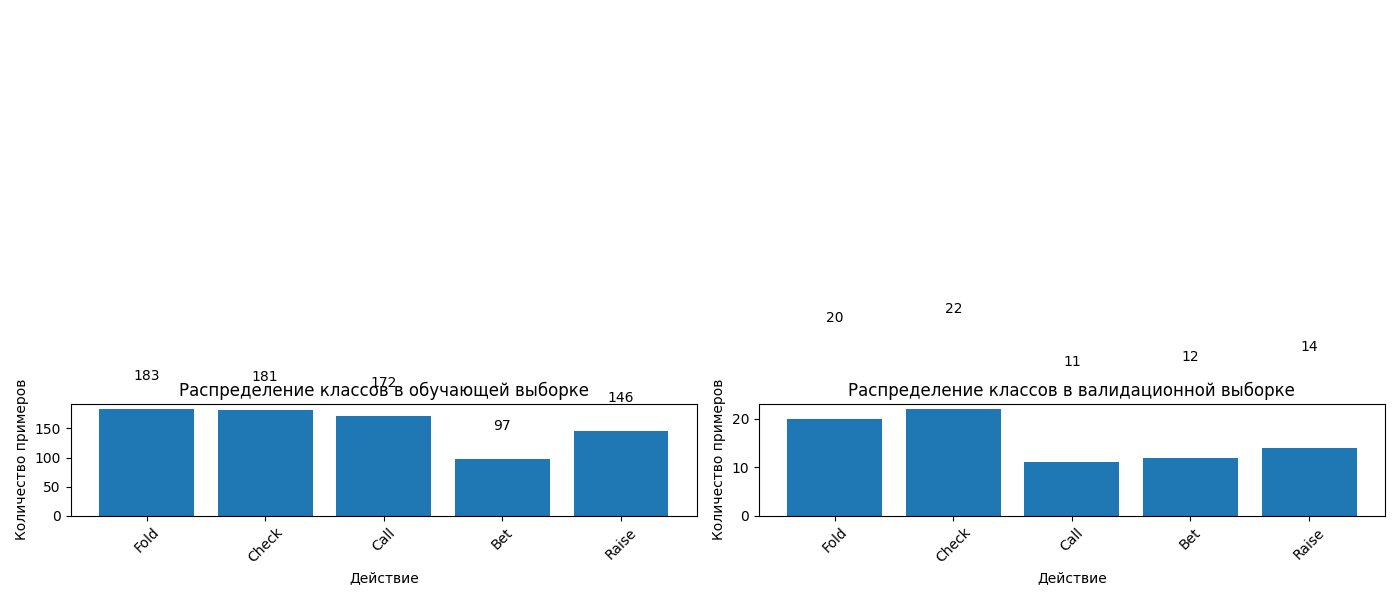 183
181
172
97
146
Распределение классов в обучающей выборке
Количество примеров
150
100
50
0
Fold
Check
Call
Bet
Raise
Действие
20
22
11
12
14
Распределение классов в валидационной выборке
Количество примеров
20
10
0
Fold
Check
Call
Bet
Raise
Действие